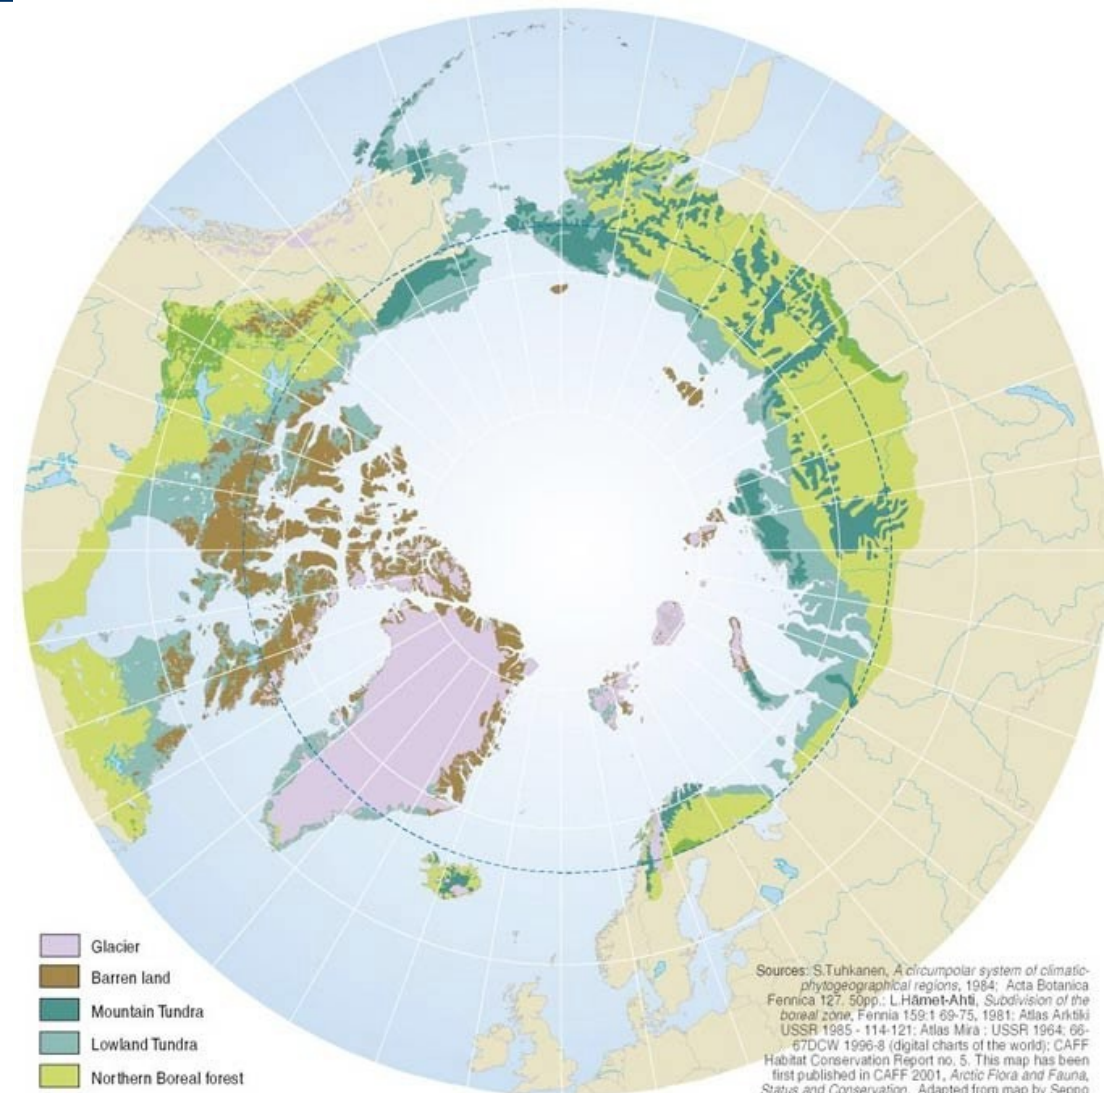 Glacier
Barren land
Mountain Tundra
Lowland Tundra
Northern Boreal forest
Sources: S.Tuhkanen, A circumpolar system of climatic-
phytogeographical regions, 1984; Acta Botanica
Fennica 127. 50pp.; L.Hämet-Ahti, Subdivision of the
boreal zone, Fennia 159:1 69-75, 1981; Atlas Arktiki
USSR 1985 - 114-121; Atlas Mira : USSR 1964; 66-
67DCW 1996-8 (digital charts of the world); CAFF
Habitat Conservation Report no. 5. This map has been
first published in CAFF 2001, Arctic Flora and Fauna,
Status and Conservation. Adapted from map by Seppo